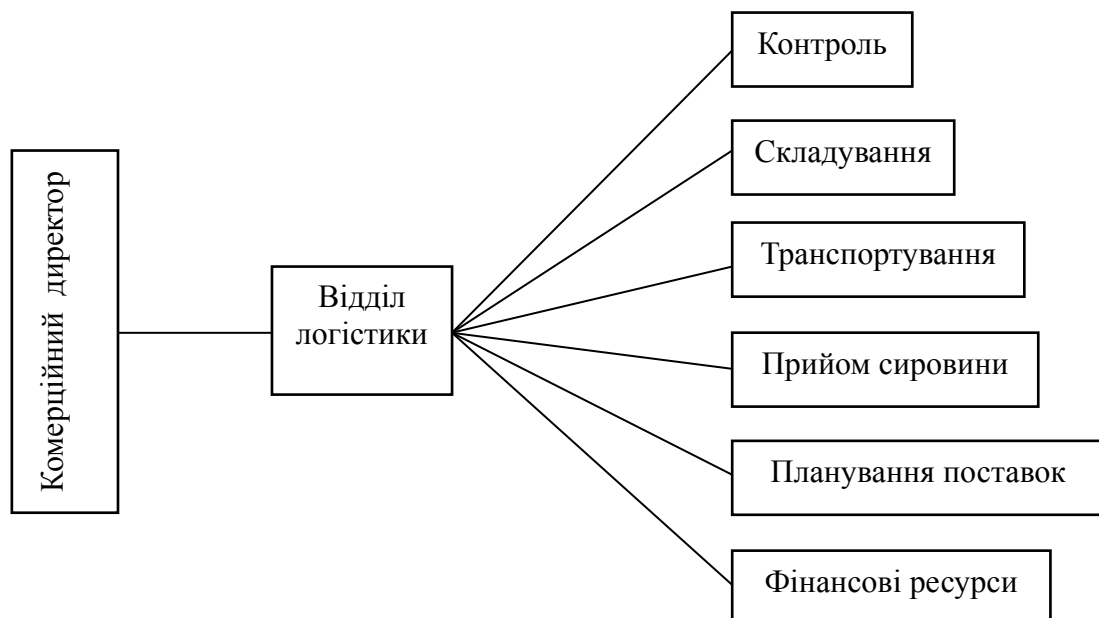 Комерційний директор
Відділ
логістики
Контроль
Складування
Транспортування
Прийом сировини
Планування поставок
Фінансові ресурси